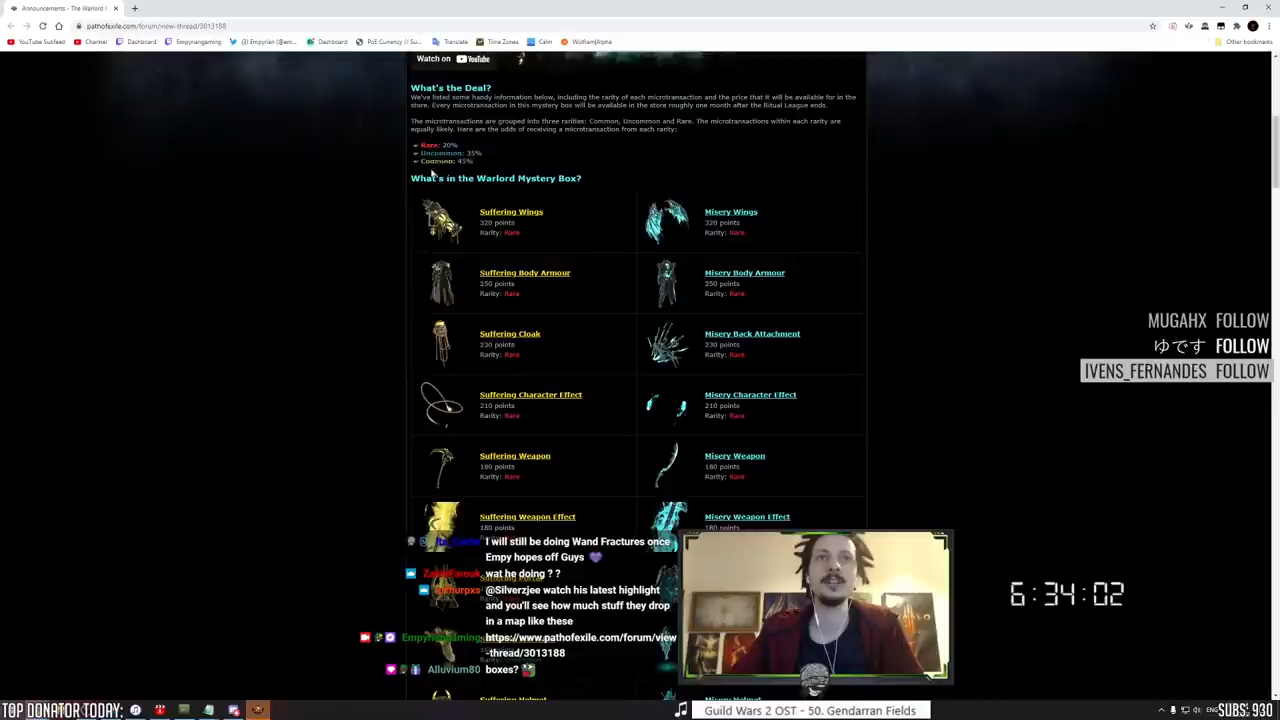 Announcements - The Warlord M
pathofexile.com/forum/view-thread/3013188
YouTube Subfeed
Channel
Dashboard
Empyriangaming
(3) Empyrian (@em...
Dashboard
PoE Currency // Su...
Translate
Time Zones
Calm
Wolfram|Alpha
Other bookmarks
Watch on YouTube
What's the Deal?
We've listed some handy information below, including the rarity of each microtransaction and the price that it will be available for in the
store. Every microtransaction in this mystery box will be available in the store roughly one month after the Ritual League ends.
The microtransactions are grouped into three rarities: Common, Uncommon and Rare. The microtransactions within each rarity are
equally likely. Here are the odds of receiving a microtransaction from each rarity:
Rare: 20%
Uncommon: 35%
Common: 45%
What's in the Warlord Mystery Box?
Suffering Wings
320 points
Rarity: Rare
Misery Wings
320 points
Rarity: Rare
Suffering Body Armour
250 points
Rarity: Rare
Misery Body Armour
250 points
Rarity: Rare
Suffering Cloak
230 points
Rarity: Rare
Misery Back Attachment
230 points
Rarity: Rare
Suffering Character Effect
210 points
Rarity: Rare
Misery Character Effect
210 points
Rarity: Rare
Suffering Weapon
180 points
Rarity: Rare
Misery Weapon
180 points
Rarity: Rare
Suffering Weapon Effect
Misery Weapon Effect
180 points
MUGAHX FOLLOW
ゆです FOLLOW
IVENS_FERNANDES FOLLOW
I will still be doing Wand Fractures once
Empy hopes off Guys
wat he doing ? ?
@Silverzjee watch his latest highlight
and you'll see how much stuff they drop
in a map like these
Empyriangaming https://www.pathofexile.com/forum/view
-thread/3013188
Alluvium80 boxes?
Suffering Helmet
Misery Helmet
6:34:02
TOP DONATOR TODAY:
Guild Wars 2 OST - 50. Gendarran Fields
ENG
SUBS: 930